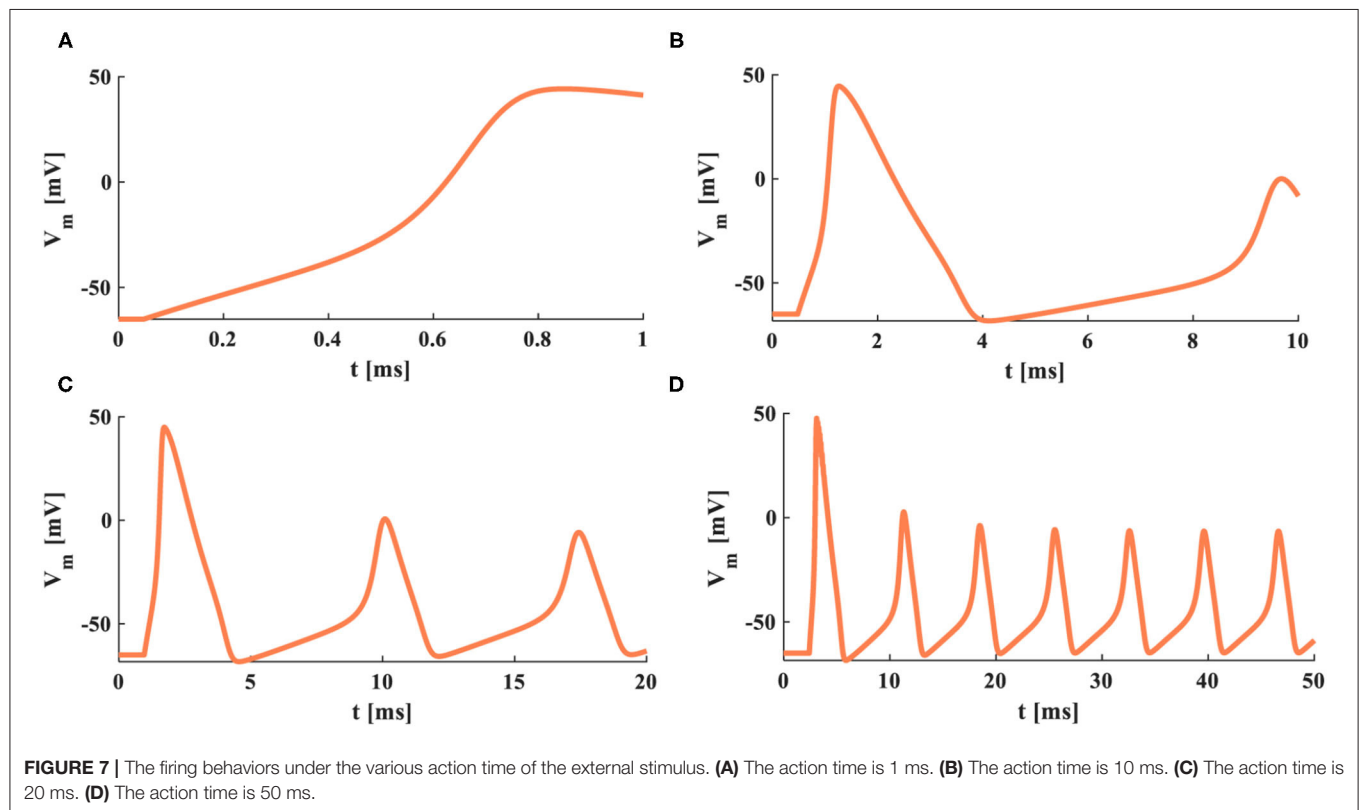 A
50
0
-50
V_m [mV]
0
0.2
0.4
0.6
0.8
1
t [ms]
B
50
0
-50
V_m [mV]
0
2
4
6
8
10
t [ms]
C
50
0
-50
V_m [mV]
0
5
10
15
20
t [ms]
D
50
0
-50
V_m [mV]
0
10
20
30
40
50
t [ms]
FIGURE 7 | The firing behaviors under the various action time of the external stimulus. (A) The action time is 1 ms. (B) The action time is 10 ms. (C) The action time is
20 ms. (D) The action time is 50 ms.